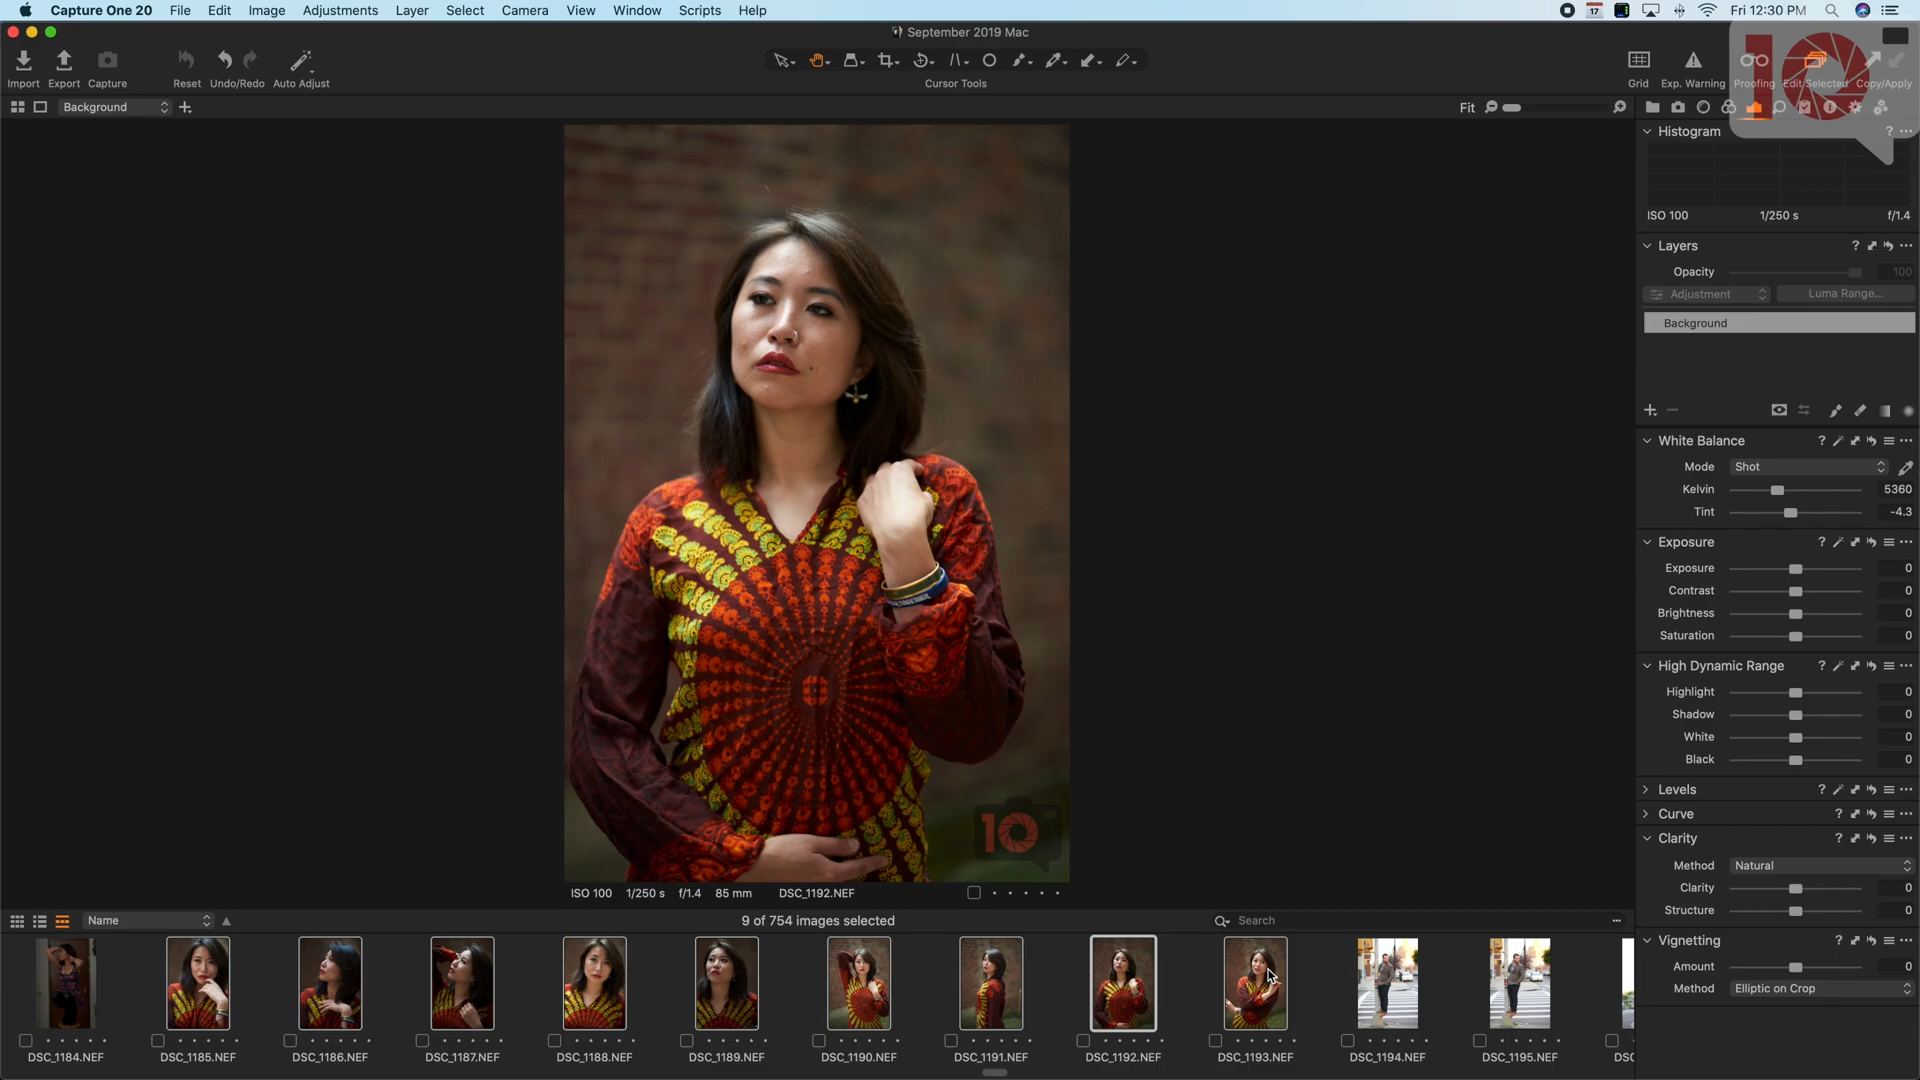 Capture One 20 File Edit Image Adjustments Layer Select Camera View Window Scripts Help 17 Fri 12:30 PM
September 2019 Mac
Import Export Capture Reset Undo/Redo Auto Adjust Cursor Tools Grid Exp. Warning Proofing Edit Selected Copy/Apply
10
Background Fit
Histogram ?
ISO 100 1/250 s f/1.4
Layers ?
Opacity 100
Adjustment Luma Range...
Background
White Balance ?
Mode Shot
Kelvin 5360
Tint -4.3
Exposure ?
Exposure 0
Contrast 0
Brightness 0
Saturation 0
High Dynamic Range ?
Highlight 0
Shadow 0
White 0
Black 0
Levels ?
Curve ?
Clarity ?
Method Natural
Clarity 0
Structure 0
Vignetting ?
Amount 0
Method Elliptic on Crop
10
ISO 100 1/250 s f/1.4 85 mm DSC_1192.NEF
Name 9 of 754 images selected Search
DSC_1184.NEF DSC_1185.NEF DSC_1186.NEF DSC_1187.NEF DSC_1188.NEF DSC_1189.NEF DSC_1190.NEF DSC_1191.NEF DSC_1192.NEF DSC_1193.NEF DSC_1194.NEF DSC_1195.NEF DSC